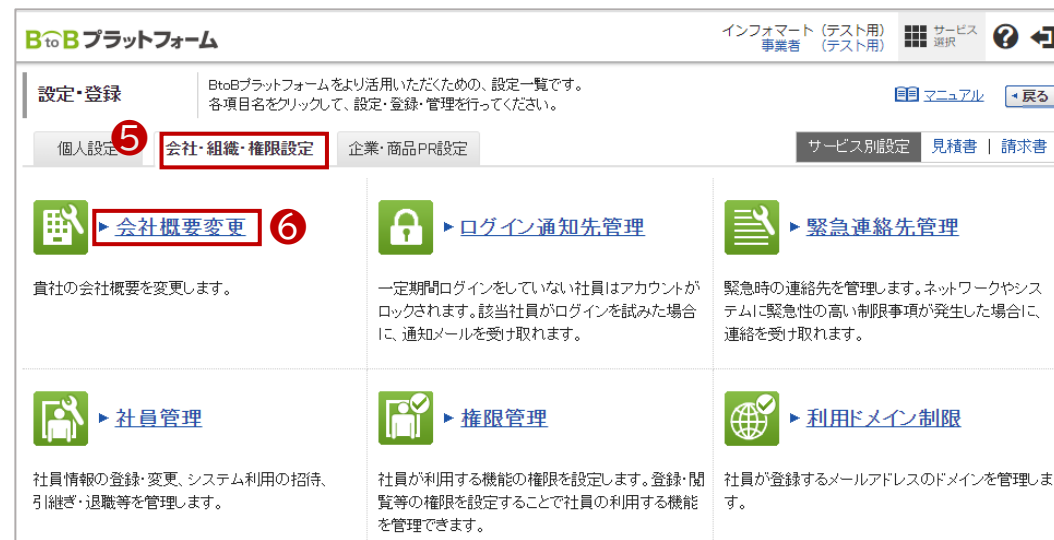 BtoBプラットフォーム
インフォマート (テスト用)
事業者 (テスト用)
サービス
選択
?
設定・登録
BtoBプラットフォームをより活用いただくための、設定一覧です。
各項目名をクリックして、設定・登録・管理を行ってください。
マニュアル
戻る
個人設定
5
会社・組織・権限設定
企業・商品PR設定
サービス別設定
見積書 | 請求書
会社概要変更
6
貴社の会社概要を変更します。
ログイン通知先管理
一定期間ログインをしていない社員はアカウントが
ロックされます。該当社員がログインを試みた場合
に、通知メールを受け取れます。
緊急連絡先管理
緊急時の連絡先を管理します。ネットワークやシス
テムに緊急性の高い制限事項が発生した場合に、
連絡を受け取れます。
社員管理
社員情報の登録・変更、システム利用の招待、
引継ぎ・退職等を管理します。
権限管理
社員が利用する機能の権限を設定します。登録・閲
覧等の権限を設定することで社員の利用する機能
を管理できます。
利用ドメイン制限
社員が登録するメールアドレスのドメインを管理しま
す。